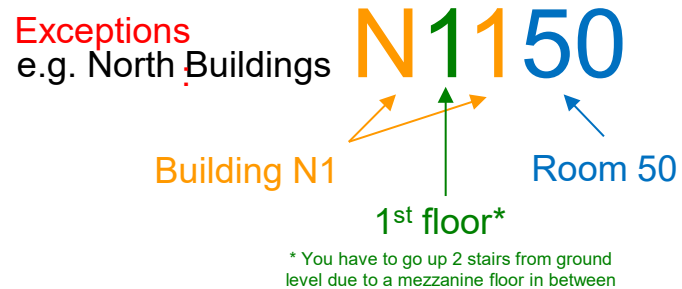 Exceptions
:
e.g. North Buildings
N1150
Building N1
Room 50
1st floor*
* You have to go up 2 stairs from ground
level due to a mezzanine floor in between